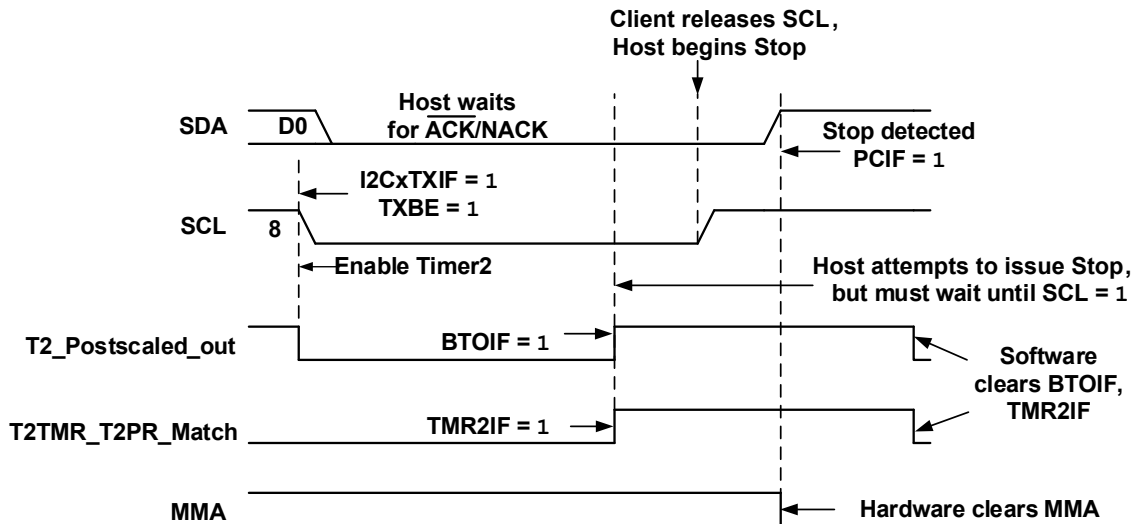 Client releases SCL,
Host begins Stop
SDA
D0
Host waits
for ACK/NACK
Stop detected
PCIF = 1
I2CxTXIF = 1
TXBE = 1
SCL
8
Enable Timer2
Host attempts to issue Stop,
but must wait until SCL = 1
T2_Postscaled_out
BTOIF = 1
Software
clears BTOIF,
TMR2IF
T2TMR_T2PR_Match
TMR2IF = 1
MMA
Hardware clears MMA